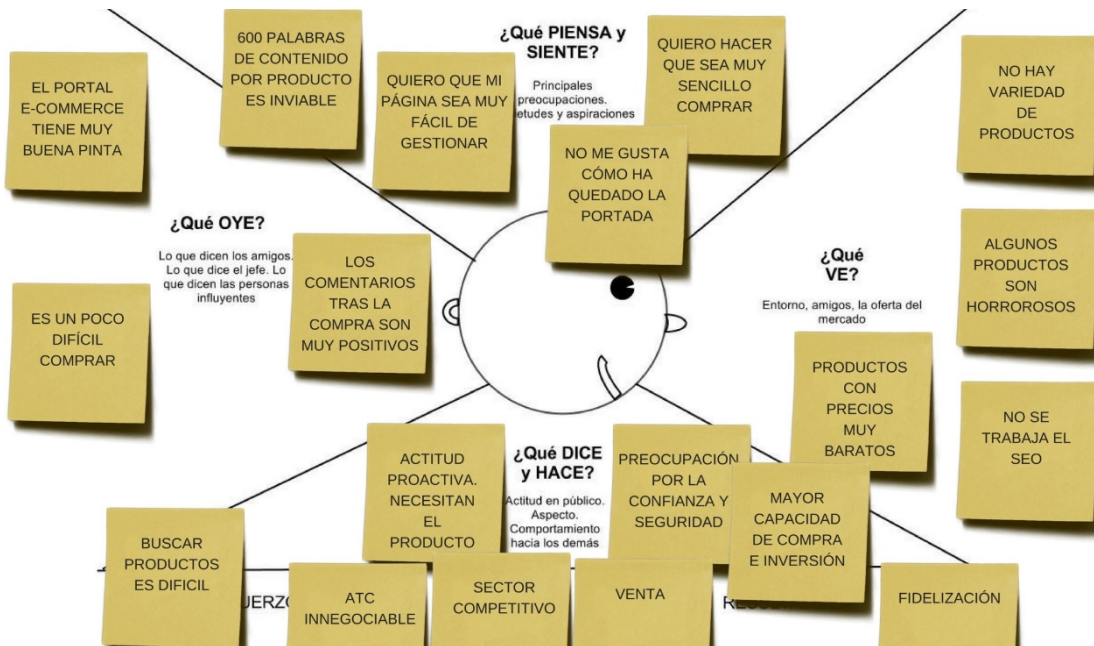 ¿Qué PIENSA y
SIENTE?
Principales
preocupaciones.
etudes y aspiraciones
EL PORTAL
E-COMMERCE
TIENE MUY
BUENA PINTA
600 PALABRAS
DE CONTENIDO
POR PRODUCTO
ES INVIABLE
QUIERO QUE MI
PÁGINA SEA MUY
FÁCIL DE
GESTIONAR
QUIERO HACER
QUE SEA MUY
SENCILLO
COMPRAR
NO ME GUSTA
CÓMO HA
QUEDADO LA
PORTADA
NO HAY
VARIEDAD
DE
PRODUCTOS
¿Qué OYE?
Lo que dicen los amigos.
Lo que dice el jefe. Lo
que dicen las personas
influyentes
LOS
COMENTARIOS
TRAS LA
COMPRA SON
MUY POSITIVOS
ES UN POCO
DIFÍCIL
COMPRAR
¿Qué
VE?
Entorno, amigos, la oferta del
mercado
ALGUNOS
PRODUCTOS
SON
HORROROSOS
PRODUCTOS
CON
PRECIOS
MUY
BARATOS
NO SE
TRABAJA EL
SEO
¿Qué DICE
y HACE?
Actitud en público.
Aspecto.
Comportamiento
hacia los demás
ACTITUD
PROACTIVA.
NECESITAN
EL
PRODUCTO
PREOCUPACIÓN
POR LA
CONFIANZA Y
SEGURIDAD
MAYOR
CAPACIDAD
DE COMPRA
E INVERSIÓN
BUSCAR
PRODUCTOS
ES DIFICIL
UERZO
ATC
INNEGOCIABLE
SECTOR
COMPETITIVO
VENTA
FIDELIZACIÓN